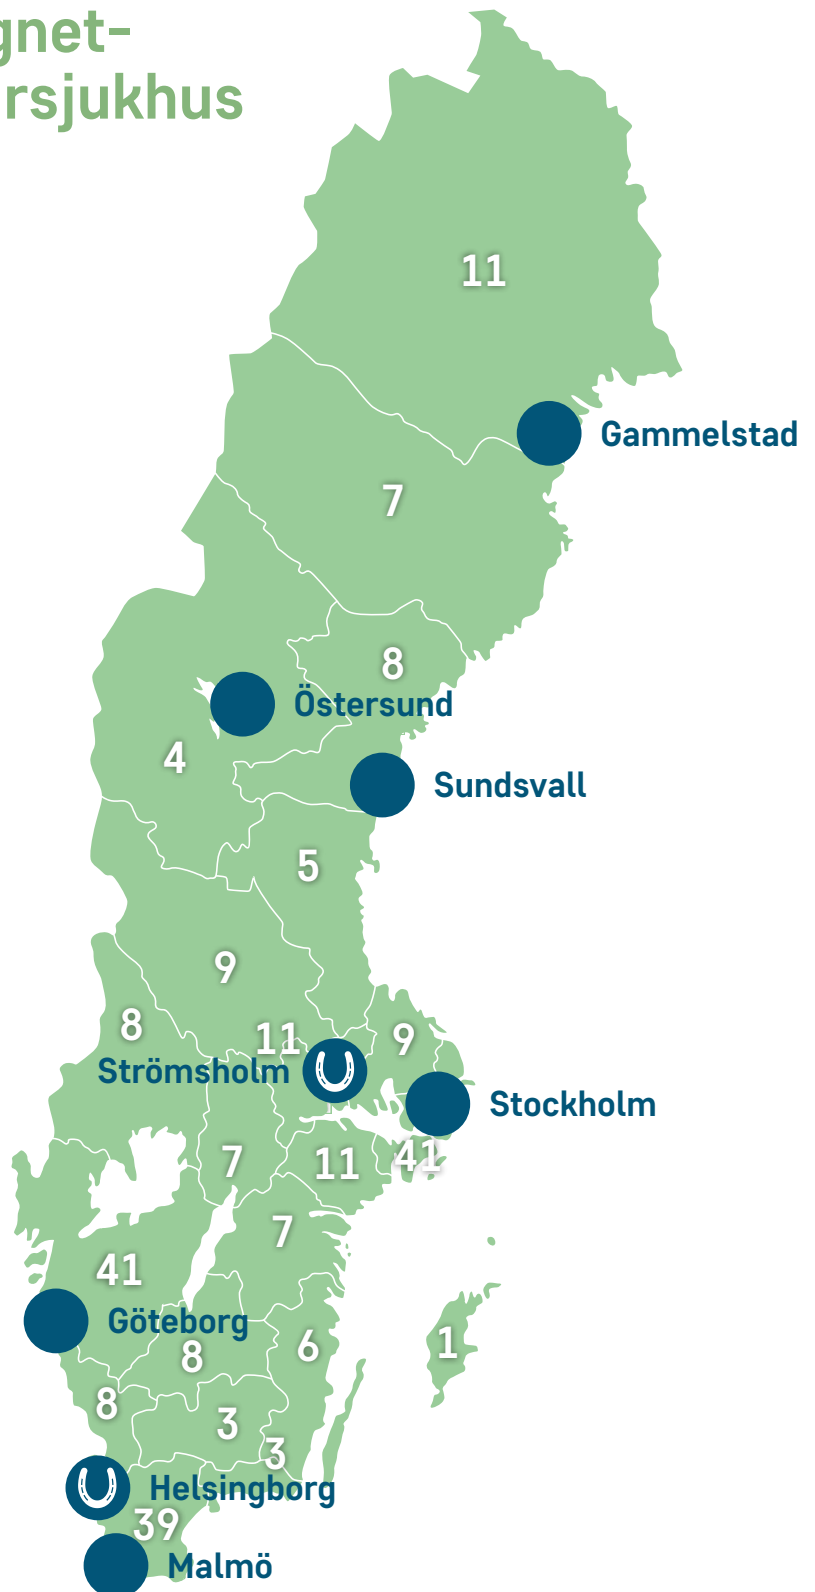 gnet-
rsjukhus
11
Gammelstad
7
8
Östersund
4
Sundsvall
5
9
8
11
9
Strömsholm
Stockholm
7
11
41
7
41
Göteborg
8
6
1
8
3
3
Helsingborg
39
Malmö